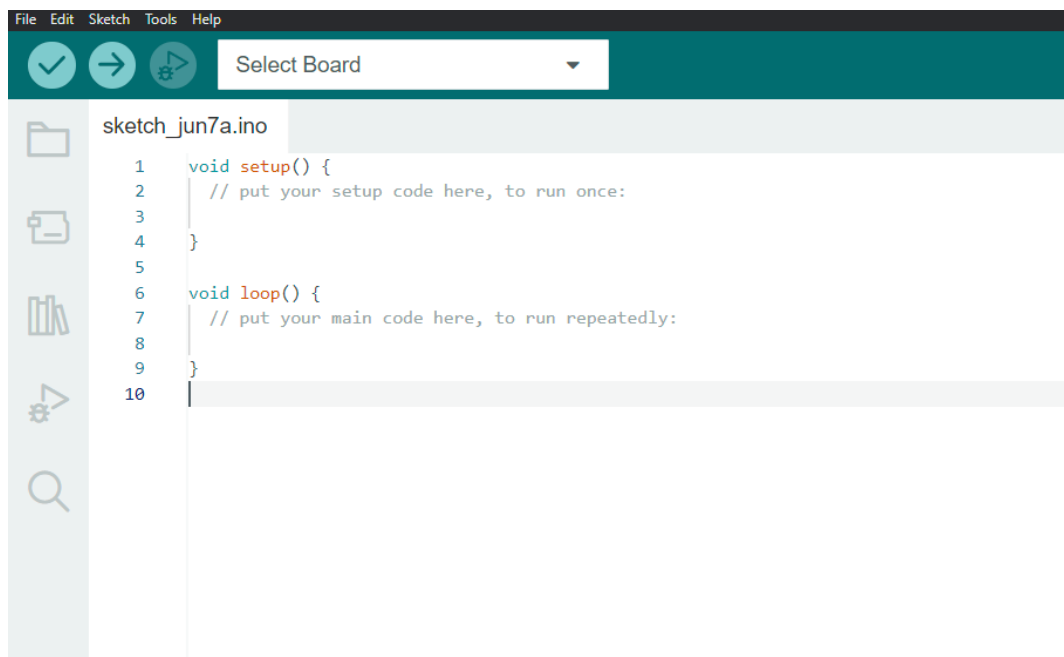 File Edit Sketch Tools Help
Select Board
sketch_jun7a.ino
1 void setup() {
2 // put your setup code here, to run once:
3
4 }
5
6 void loop() {
7 // put your main code here, to run repeatedly:
8
9 }
10